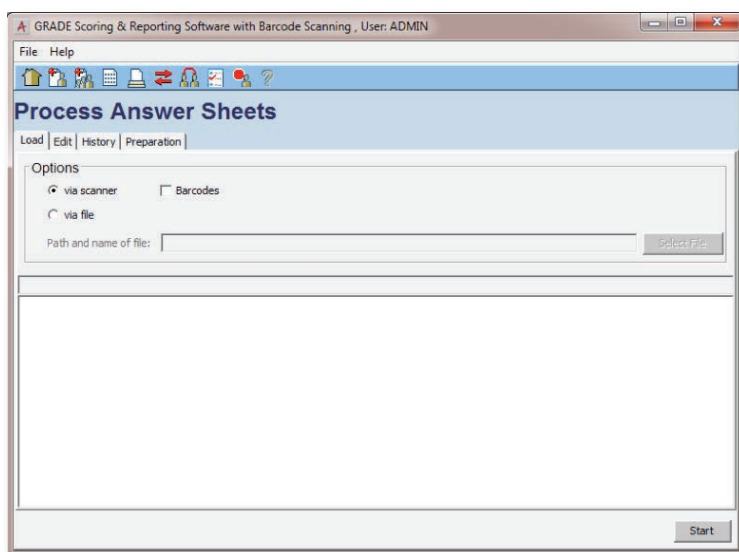 GRADE Scoring & Reporting Software with Barcode Scanning , User: ADMIN
File Help
Process Answer Sheets
Load Edit History Preparation
Options
via scanner Barcodes
via file
Path and name of file: Select File
Start